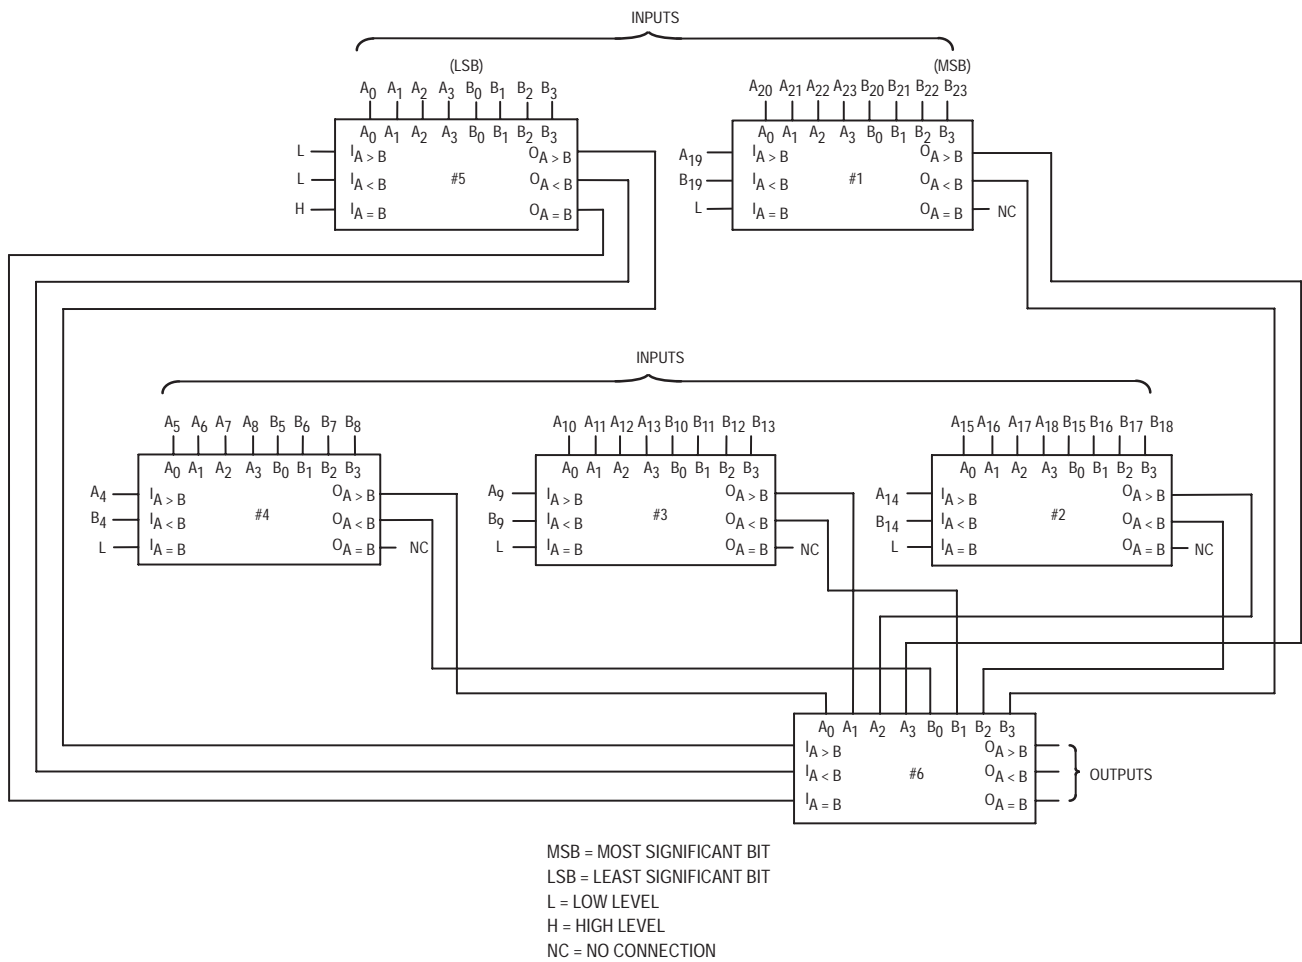 INPUTS
(LSB) (MSB)
A0 A1 A2 A3 B0 B1 B2 B3 A20 A21 A22 A23 B20 B21 B22 B23
A0 A1 A2 A3 B0 B1 B2 B3 A0 A1 A2 A3 B0 B1 B2 B3
L IA > B OA > B A19 IA > B OA > B
L IA < B #5 OA < B B19 IA < B #1 OA < B
H IA = B OA = B L IA = B OA = B NC
INPUTS
A5 A6 A7 A8 B5 B6 B7 B8 A10 A11 A12 A13 B10 B11 B12 B13 A15 A16 A17 A18 B15 B16 B17 B18
A0 A1 A2 A3 B0 B1 B2 B3 A0 A1 A2 A3 B0 B1 B2 B3 A0 A1 A2 A3 B0 B1 B2 B3
A4 IA > B OA > B A9 IA > B OA > B A14 IA > B OA > B
B4 IA < B #4 OA < B B9 IA < B #3 OA < B B14 IA < B #2 OA < B
L IA = B OA = B NC L IA = B OA = B NC L IA = B OA = B NC
A0 A1 A2 A3 B0 B1 B2 B3
IA > B OA > B
IA < B #6 OA < B OUTPUTS
IA = B OA = B
MSB = MOST SIGNIFICANT BIT
LSB = LEAST SIGNIFICANT BIT
L = LOW LEVEL
H = HIGH LEVEL
NC = NO CONNECTION